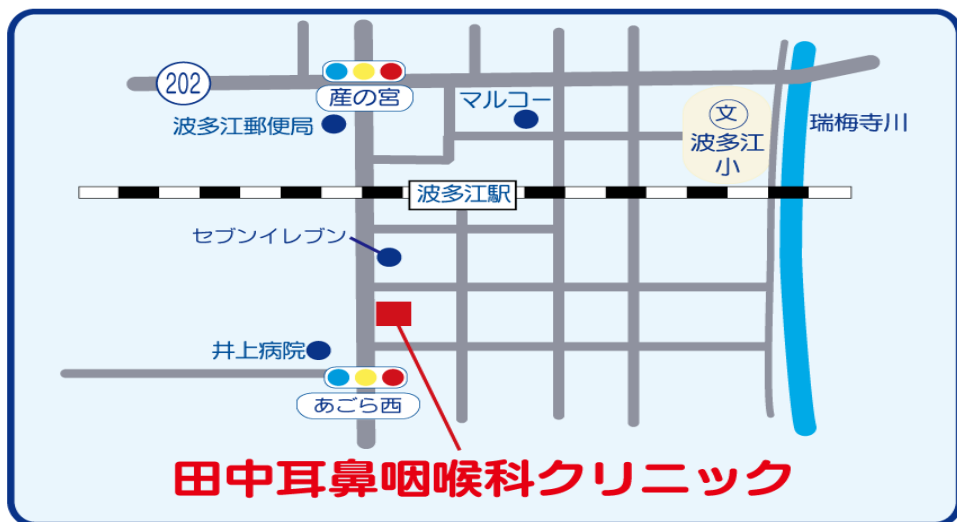 202
産の宮
マルコー
波多江郵便局
文
波多江
小
瑞梅寺川
波多江駅
セブンイレブン
井上病院
あごら西
田中耳鼻咽喉科クリニック